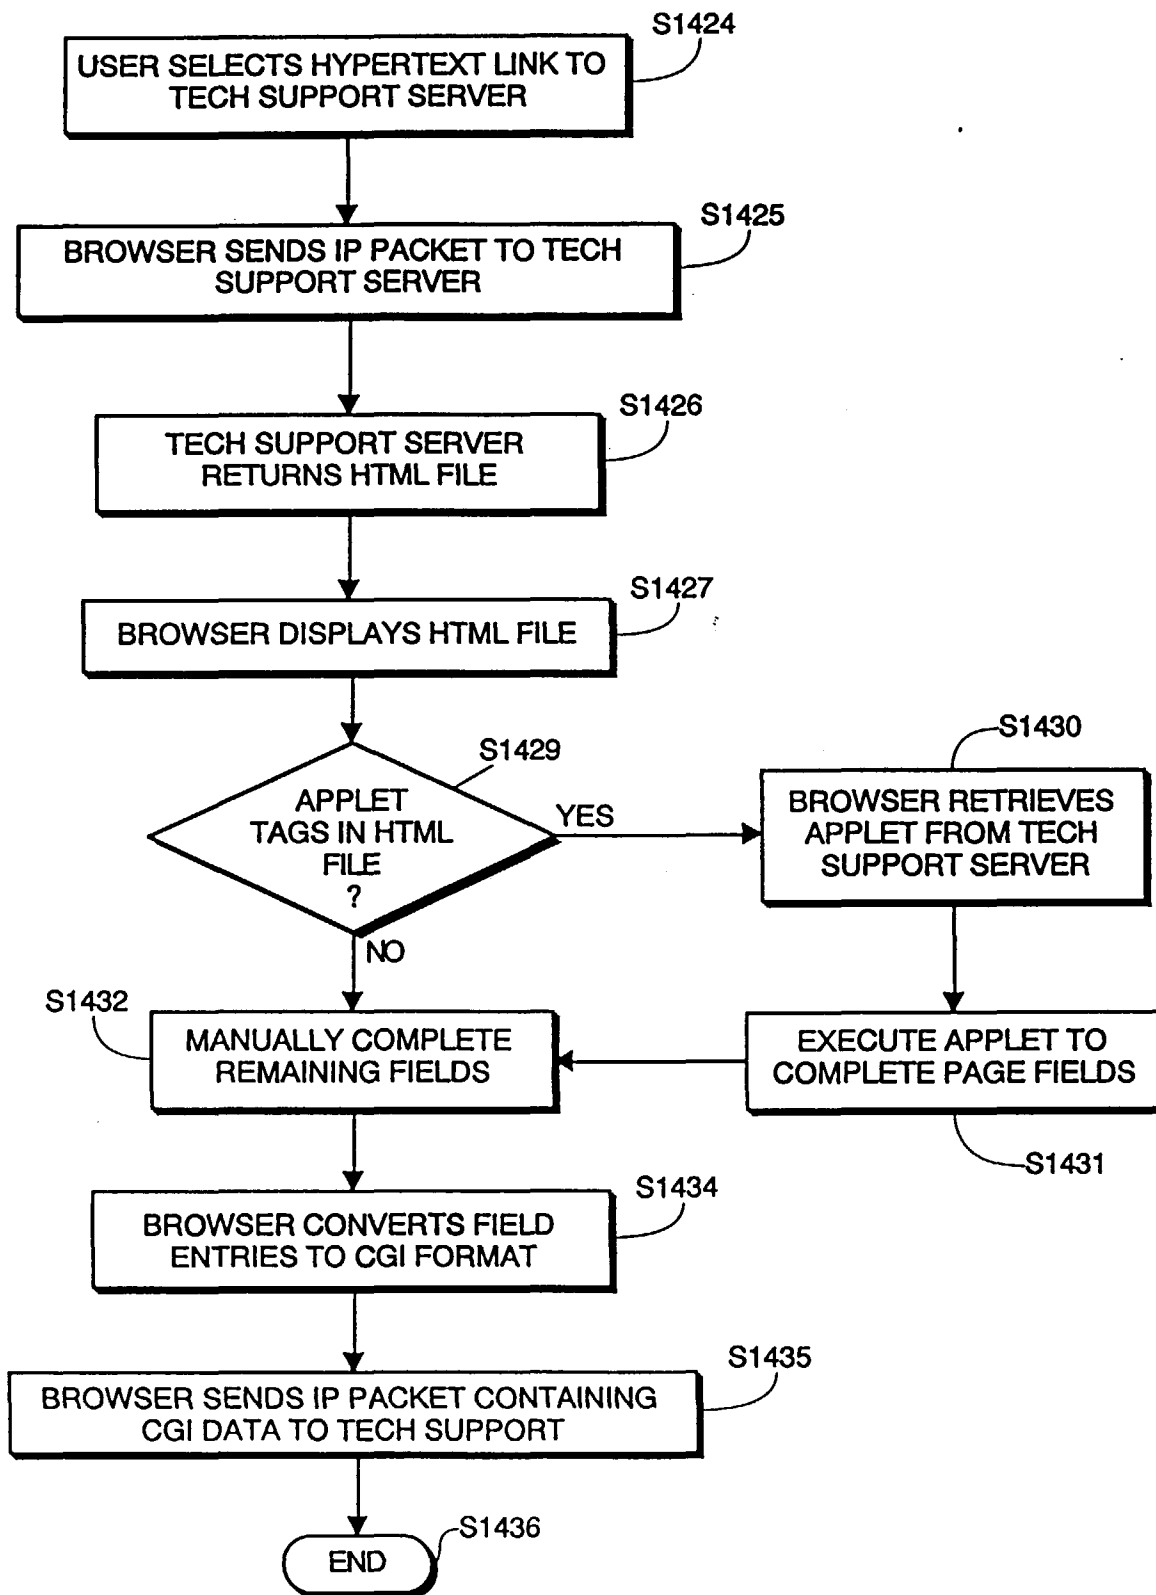 S1424
USER SELECTS HYPERTEXT LINK TO
TECH SUPPORT SERVER
S1425
BROWSER SENDS IP PACKET TO TECH
SUPPORT SERVER
S1426
TECH SUPPORT SERVER
RETURNS HTML FILE
S1427
BROWSER DISPLAYS HTML FILE
S1429
APPLET
TAGS IN HTML
FILE
?
YES
NO
S1430
BROWSER RETRIEVES
APPLET FROM TECH
SUPPORT SERVER
EXECUTE APPLET TO
COMPLETE PAGE FIELDS
S1431
S1432
MANUALLY COMPLETE
REMAINING FIELDS
S1434
BROWSER CONVERTS FIELD
ENTRIES TO CGI FORMAT
S1435
BROWSER SENDS IP PACKET CONTAINING
CGI DATA TO TECH SUPPORT
S1436
END